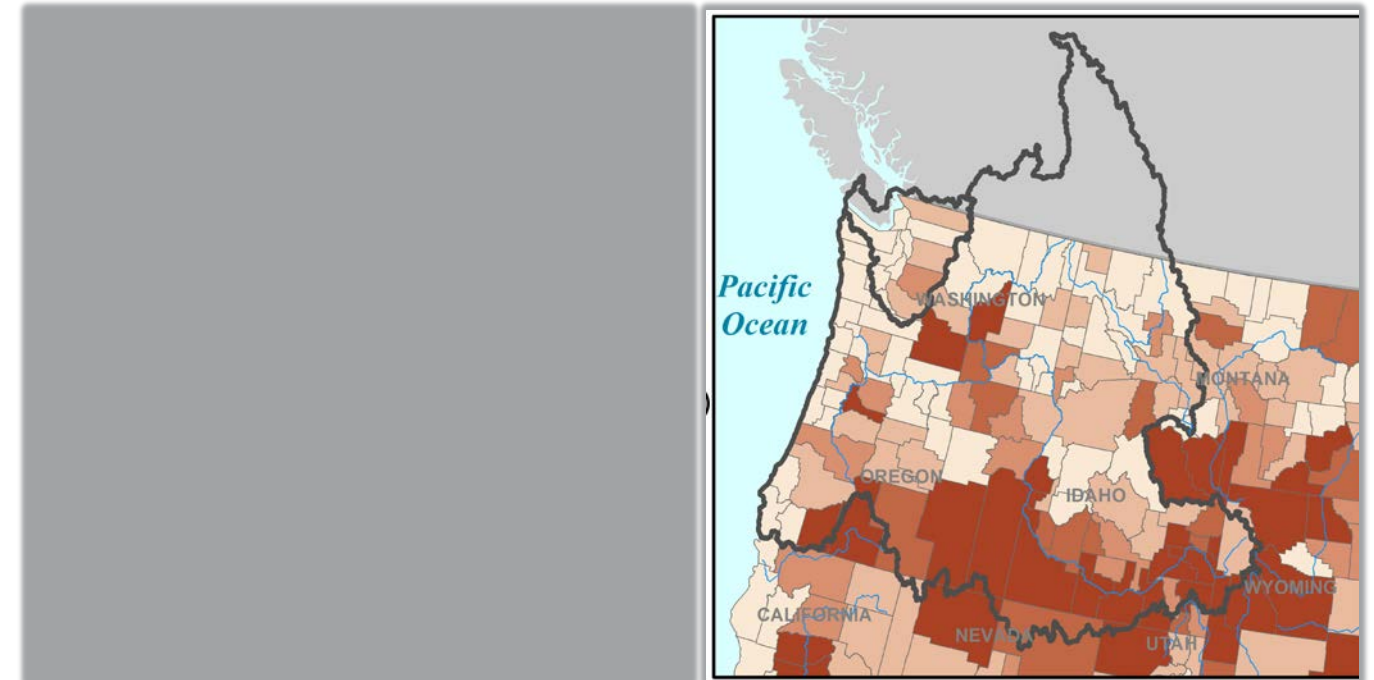 Pacific
Ocean
WASHINGTON
MONTANA
OREGON
IDAHO
WYOMING
CALIFORNIA
NEVADA
UTAH
)